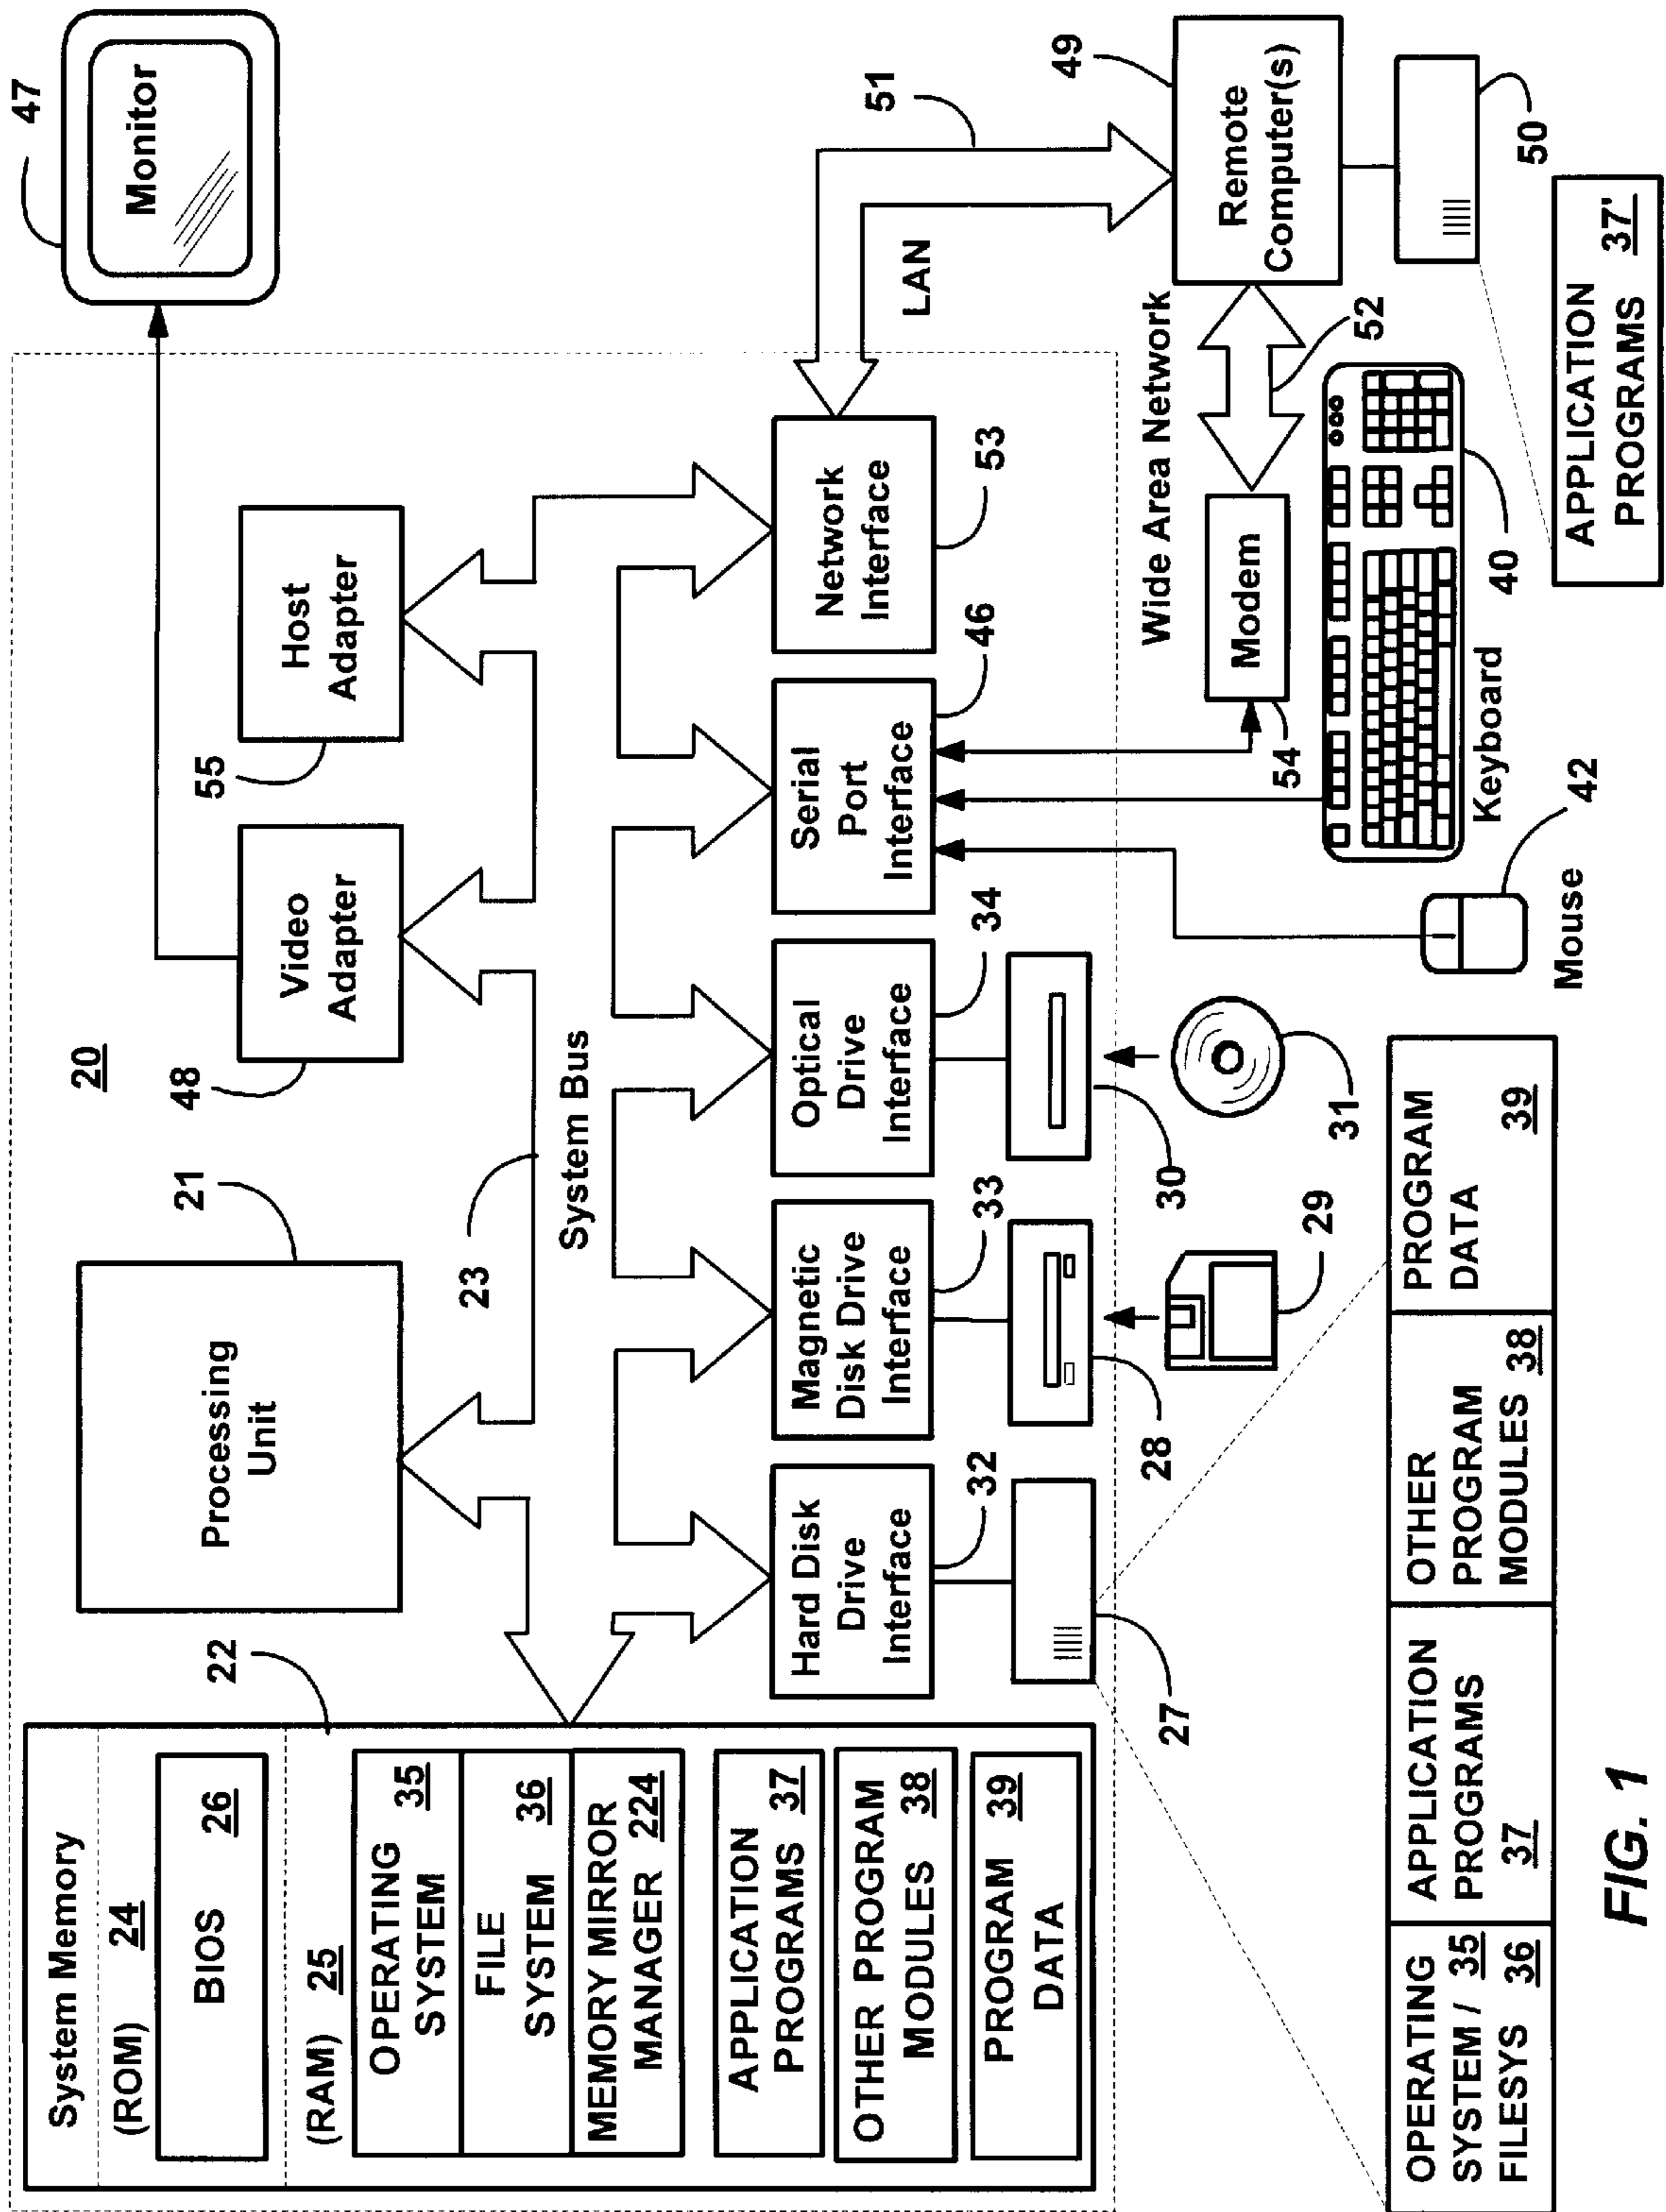 System Memory
(ROM) 24
BIOS 26
(RAM) 25
22
OPERATING
SYSTEM 35
FILE
SYSTEM 36
MEMORY MIRROR
MANAGER 224
APPLICATION
PROGRAMS 37
OTHER PROGRAM
MODULES 38
PROGRAM
DATA 39
Processing
Unit
21
20
23
System Bus
Video
Adapter
48
Host
Adapter
55
Monitor
47
Hard Disk
Drive
Interface
32
Magnetic
Disk Drive
Interface
33
Optical
Drive
Interface
34
Serial
Port
Interface
46
Network
Interface
53
27
28
29
30
31
LAN
51
Wide Area Network
52
Modem
54
Remote
Computer(s)
49
50
Keyboard
40
Mouse
42
APPLICATION
PROGRAMS 37'
OPERATING
SYSTEM / 35
FILESYS 36
APPLICATION
PROGRAMS
37
OTHER
PROGRAM
MODULES 38
PROGRAM
DATA
39
FIG. 1